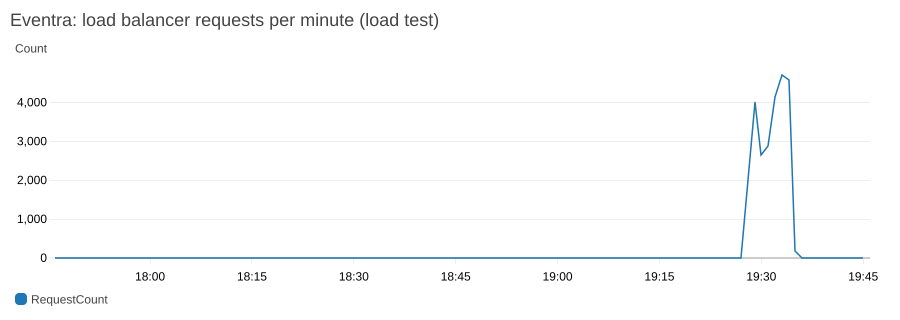 Eventra: load balancer requests per minute (load test)
Count
4,000
3,000
2,000
1,000
0
18:00 18:15 18:30 18:45 19:00 19:15 19:30 19:45
RequestCount